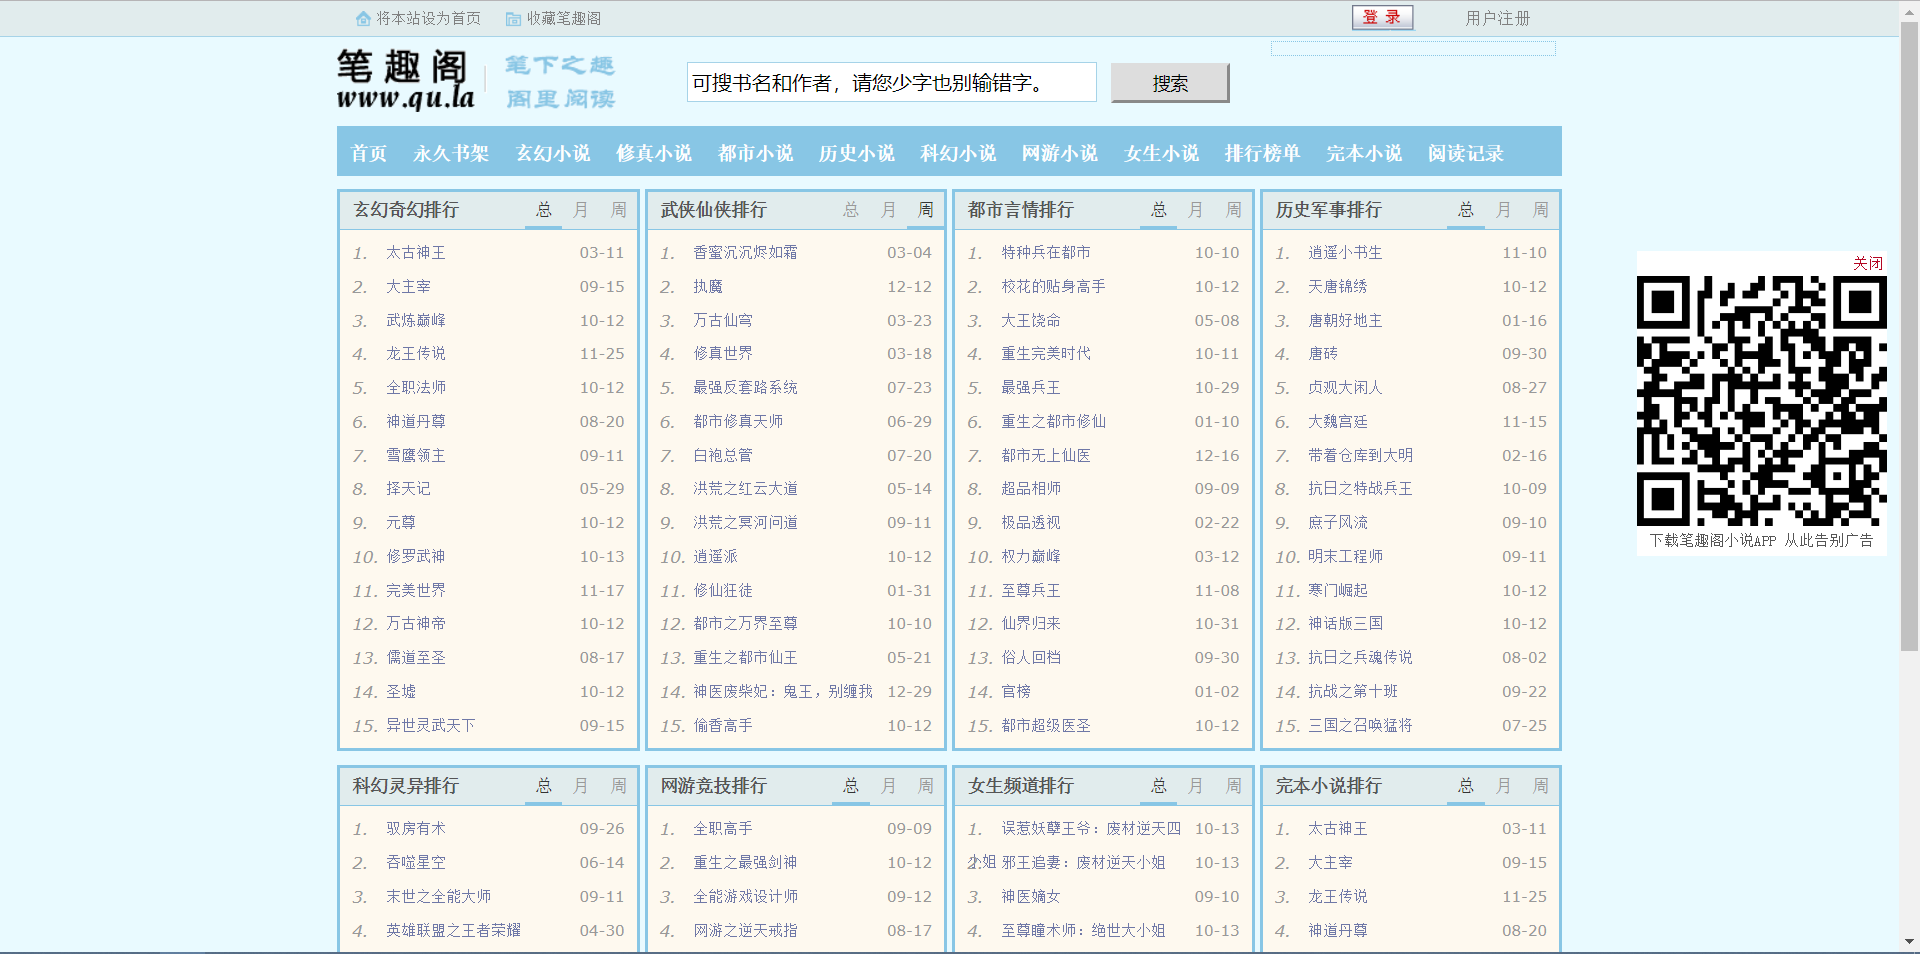 将本站设为首页 收藏笔趣阁 登 录 用户注册
笔趣阁 笔下之趣
www.qu.la 阁里阅读
可搜书名和作者，请您少字也别输错字。 搜索
首页 永久书架 玄幻小说 修真小说 都市小说 历史小说 科幻小说 网游小说 女生小说 排行榜单 完本小说 阅读记录
玄幻奇幻排行 总 月 周
1. 太古神王 03-11
2. 大主宰 09-15
3. 武炼巅峰 10-12
4. 龙王传说 11-25
5. 全职法师 10-12
6. 神道丹尊 08-20
7. 雪鹰领主 09-11
8. 择天记 05-29
9. 元尊 10-12
10. 修罗武神 10-13
11. 完美世界 11-17
12. 万古神帝 10-12
13. 儒道至圣 08-17
14. 圣墟 10-12
15. 异世灵武天下 09-15
武侠仙侠排行 总 月 周
1. 香蜜沉沉烬如霜 03-04
2. 执魔 12-12
3. 万古仙穹 03-23
4. 修真世界 03-18
5. 最强反套路系统 07-23
6. 都市修真天师 06-29
7. 白袍总管 07-20
8. 洪荒之红云大道 05-14
9. 洪荒之冥河问道 09-11
10. 逍遥派 10-12
11. 修仙狂徒 01-31
12. 都市之万界至尊 10-10
13. 重生之都市仙王 05-21
14. 神医废柴妃：鬼王，别缠我 12-29
15. 偷香高手 10-12
都市言情排行 总 月 周
1. 特种兵在都市 10-10
2. 校花的贴身高手 10-12
3. 大王饶命 05-08
4. 重生完美时代 10-11
5. 最强兵王 10-29
6. 重生之都市修仙 01-10
7. 都市无上仙医 12-16
8. 超品相师 09-09
9. 极品透视 02-22
10. 权力巅峰 03-12
11. 至尊兵王 11-08
12. 仙界归来 10-31
13. 俗人回档 09-30
14. 官榜 01-02
15. 都市超级医圣 10-12
历史军事排行 总 月 周
1. 逍遥小书生 11-10
2. 天唐锦绣 10-12
3. 唐朝好地主 01-16
4. 唐砖 09-30
5. 贞观大闲人 08-27
6. 大魏宫廷 11-15
7. 带着仓库到大明 02-16
8. 抗日之特战兵王 10-09
9. 庶子风流 09-10
10. 明末工程师 09-11
11. 寒门崛起 10-12
12. 神话版三国 10-12
13. 抗日之兵魂传说 08-02
14. 抗战之第十班 09-22
15. 三国之召唤猛将 07-25
关闭
下载笔趣阁小说APP 从此告别广告
科幻灵异排行 总 月 周
1. 驭房有术 09-26
2. 吞噬星空 06-14
3. 末世之全能大师 09-11
4. 英雄联盟之王者荣耀 04-30
网游竞技排行 总 月 周
1. 全职高手 09-09
2. 重生之最强剑神 10-12
3. 全能游戏设计师 09-12
4. 网游之逆天戒指 08-17
女生频道排行 总 月 周
1. 误惹妖孽王爷：废材逆天四 10-13
小姐
2. 邪王追妻：废材逆天小姐 10-13
3. 神医嫡女 09-10
4. 至尊瞳术师：绝世大小姐 10-13
完本小说排行 总 月 周
1. 太古神王 03-11
2. 大主宰 09-15
3. 龙王传说 11-25
4. 神道丹尊 08-20